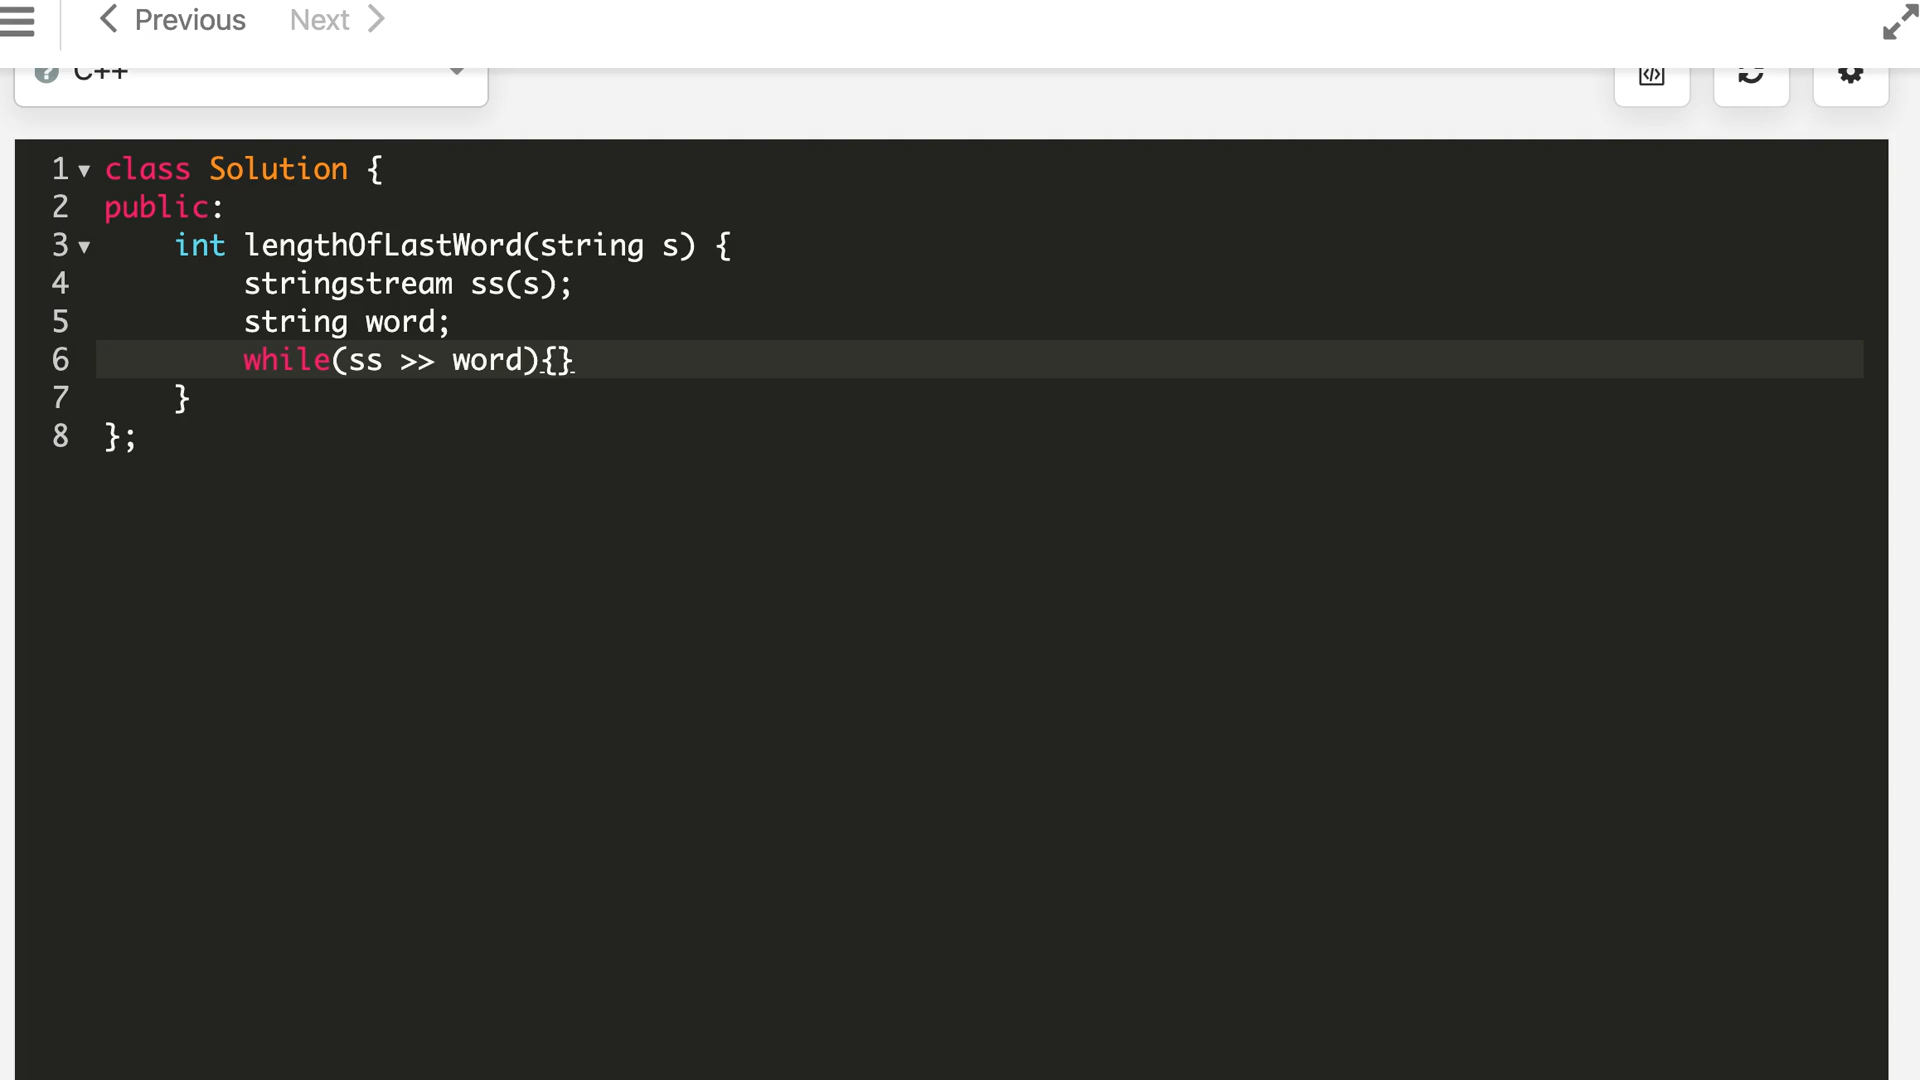 Previous Next
C++
1 class Solution {
2 public:
3 int lengthOfLastWord(string s) {
4 stringstream ss(s);
5 string word;
6 while(ss >> word){}
7 }
8 };